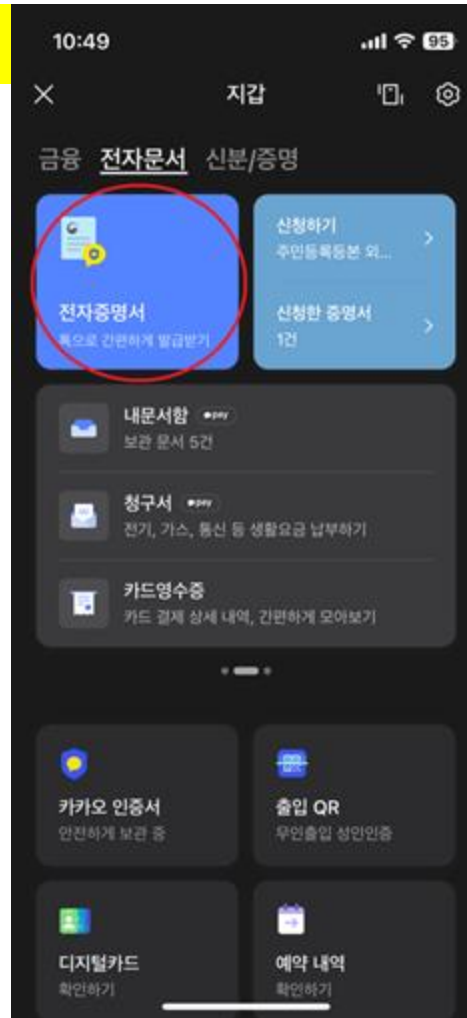 10:49
95
지갑
금융 전자문서 신분/증명
전자증명서
톡으로 간편하게 발급받기
신청하기
주민등록등본 외...
신청한 증명서
1건
내문서함 pay
보관 문서 5건
청구서 pay
전기, 가스, 통신 등 생활요금 납부하기
카드영수증
카드 결제 상세 내역, 간편하게 모아보기
카카오 인증서
안전하게 보관 중
출입 QR
무인출입 성인인증
디지털카드
확인하기
예약 내역
확인하기